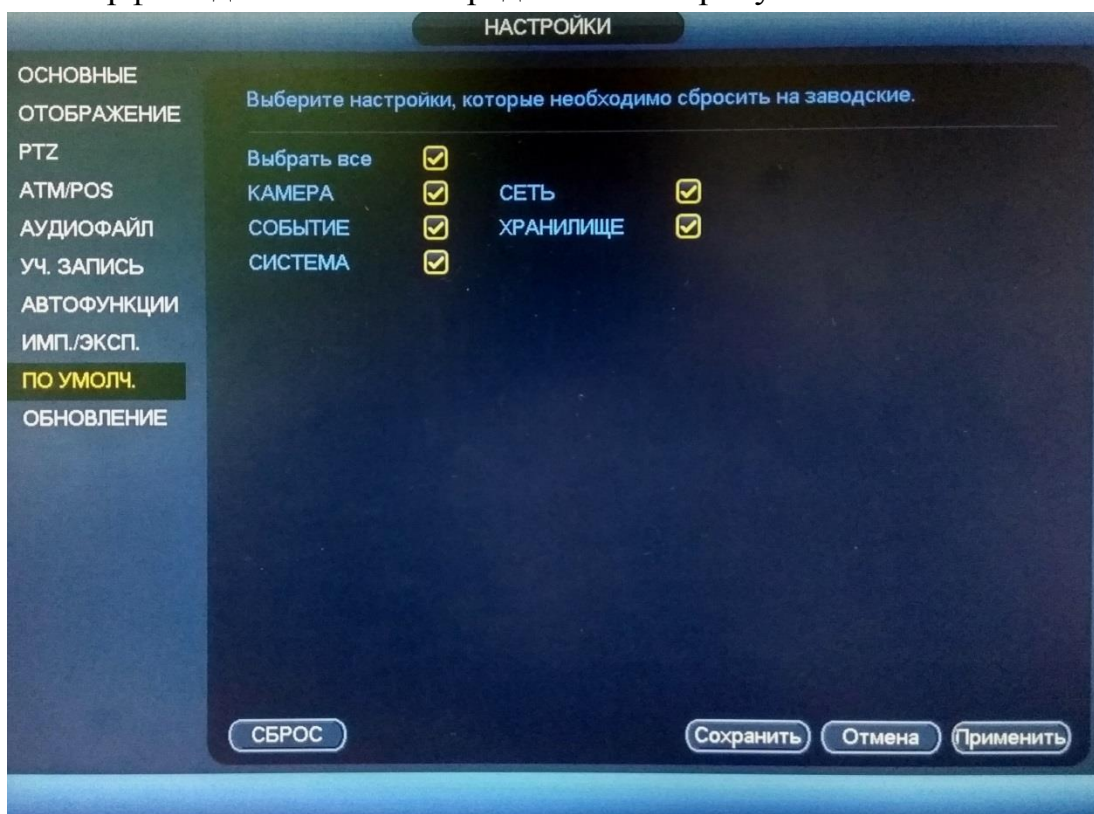 НАСТРОЙКИ
ОСНОВНЫЕ
ОТОБРАЖЕНИЕ
PTZ
ATM/POS
АУДИОФАЙЛ
УЧ. ЗАПИСЬ
АВТОФУНКЦИИ
ИМП./ЭКСП.
ПО УМОЛЧ.
ОБНОВЛЕНИЕ
Выберите настройки, которые необходимо сбросить на заводские.
Выбрать все
КАМЕРА СЕТЬ
СОБЫТИЕ ХРАНИЛИЩЕ
СИСТЕМА
СБРОС Сохранить Отмена Применить